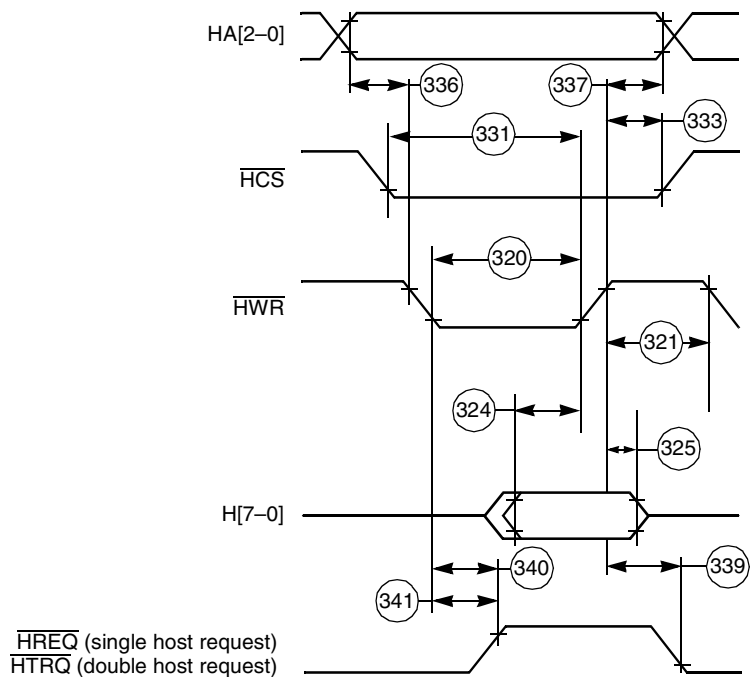 HA[2–0]
336
337
333
331
HCS
320
HWR
321
324
325
H[7–0]
340
339
341
HREQ (single host request)
HTRQ (double host request)